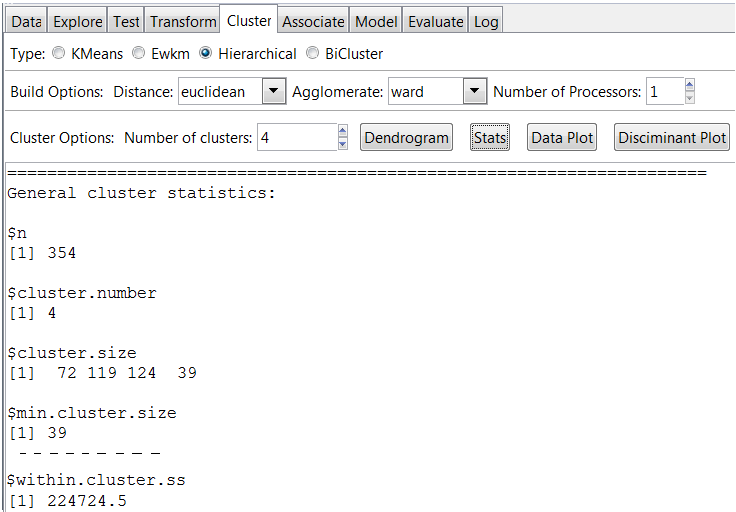 Data Explore Test Transform Cluster Associate Model Evaluate Log
Type: KMeans Ewkm Hierarchical BiCluster
Build Options: Distance: euclidean Agglomerate: ward Number of Processors: 1
Cluster Options: Number of clusters: 4 Dendrogram Stats Data Plot Disciminant Plot
======================================================================
General cluster statistics:
$n
[1] 354
$cluster.number
[1] 4
$cluster.size
[1]  72 119 124  39
$min.cluster.size
[1] 39
- - - - - - - - -
$within.cluster.ss
[1] 224724.5